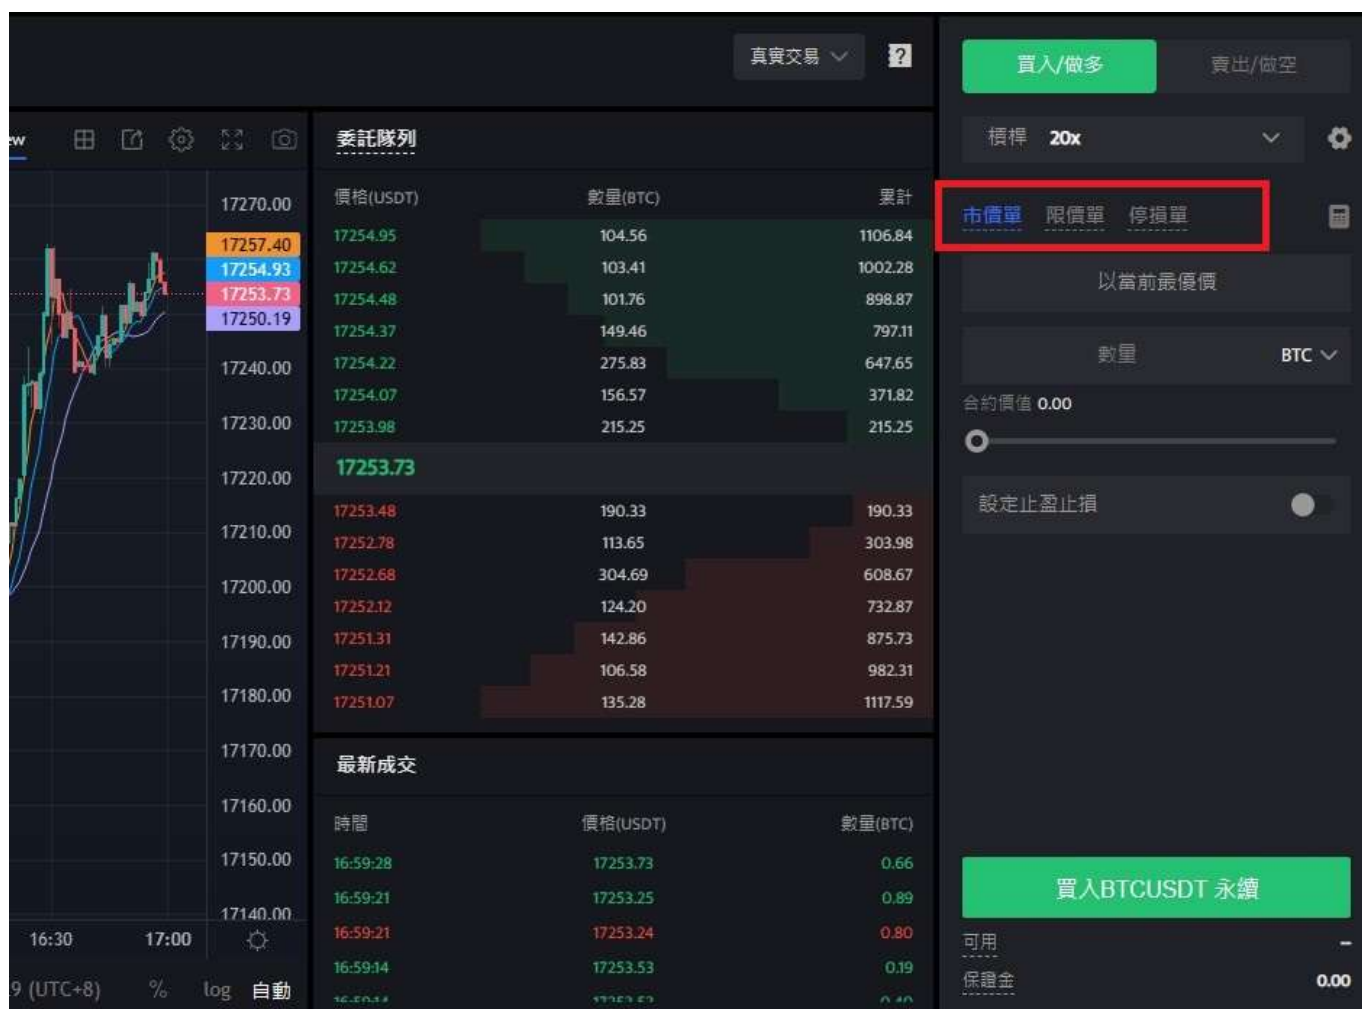 真實交易
買入/做多 賣出/做空
ew
委託隊列
槓桿 20x
價格(USDT) 數量(BTC) 累計
市價單 限價單 停損單
17254.95 104.56 1106.84
17254.62 103.41 1002.28
17254.48 101.76 898.87
17254.37 149.46 797.11
17254.22 275.83 647.65
17254.07 156.57 371.82
17253.98 215.25 215.25
17253.73
17253.48 190.33 190.33
17252.78 113.65 303.98
17252.68 304.69 608.67
17252.12 124.20 732.87
17251.31 142.86 875.73
17251.21 106.58 982.31
17251.07 135.28 1117.59
17270.00
17257.40
17254.93
17253.73
17250.19
17240.00
17230.00
17220.00
17210.00
17200.00
17190.00
17180.00
17170.00
17160.00
17150.00
17140.00
16:30 17:00
9 (UTC+8) % log 自動
最新成交
時間 價格(USDT) 數量(BTC)
16:59:28 17253.73 0.66
16:59:21 17253.25 0.89
16:59:21 17253.24 0.80
16:59:14 17253.53 0.19
以當前最優價
數量 BTC
合約價值 0.00
設定止盈止損
買入BTCUSDT 永續
可用 --
保證金 0.00